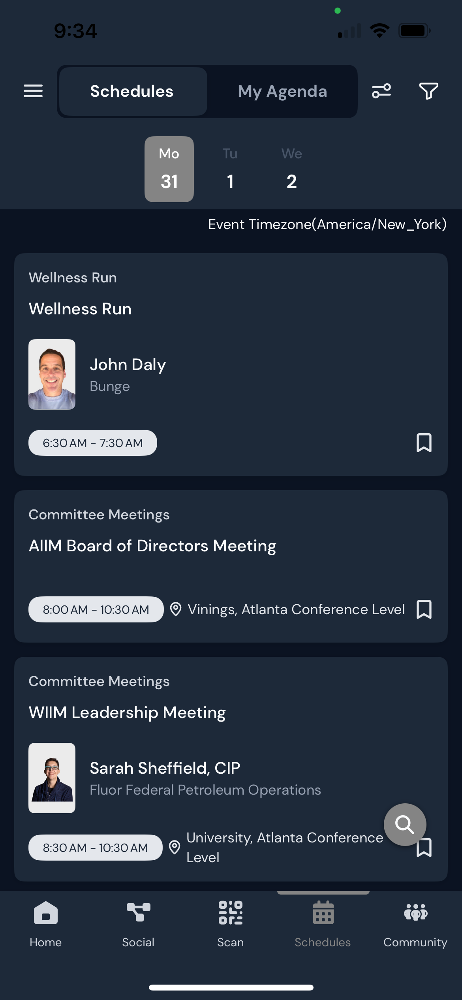 9:34
Schedules
My Agenda
Mo
Tu
We
31
1
2
Event Timezone(America/New_York)
Wellness Run
Wellness Run
John Daly
Bunge
6:30 AM - 7:30 AM
Committee Meetings
AIIM Board of Directors Meeting
8:00 AM - 10:30 AM
Vinings, Atlanta Conference Level
Committee Meetings
WIIM Leadership Meeting
Sarah Sheffield, CIP
Fluor Federal Petroleum Operations
8:30 AM - 10:30 AM
University, Atlanta Conference
Level
Home
Social
Scan
Schedules
Community